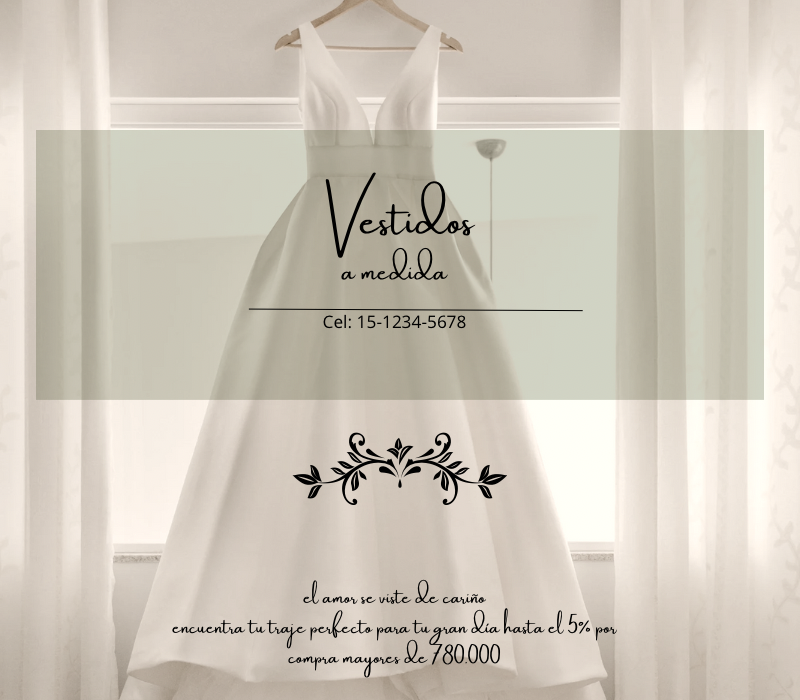 Vestidos
a medida
Cel: 15-1234-5678
el amor se viste de cariño
encuentra tu traje perfecto para tu gran día hasta el 5% por
compra mayores de 780.000